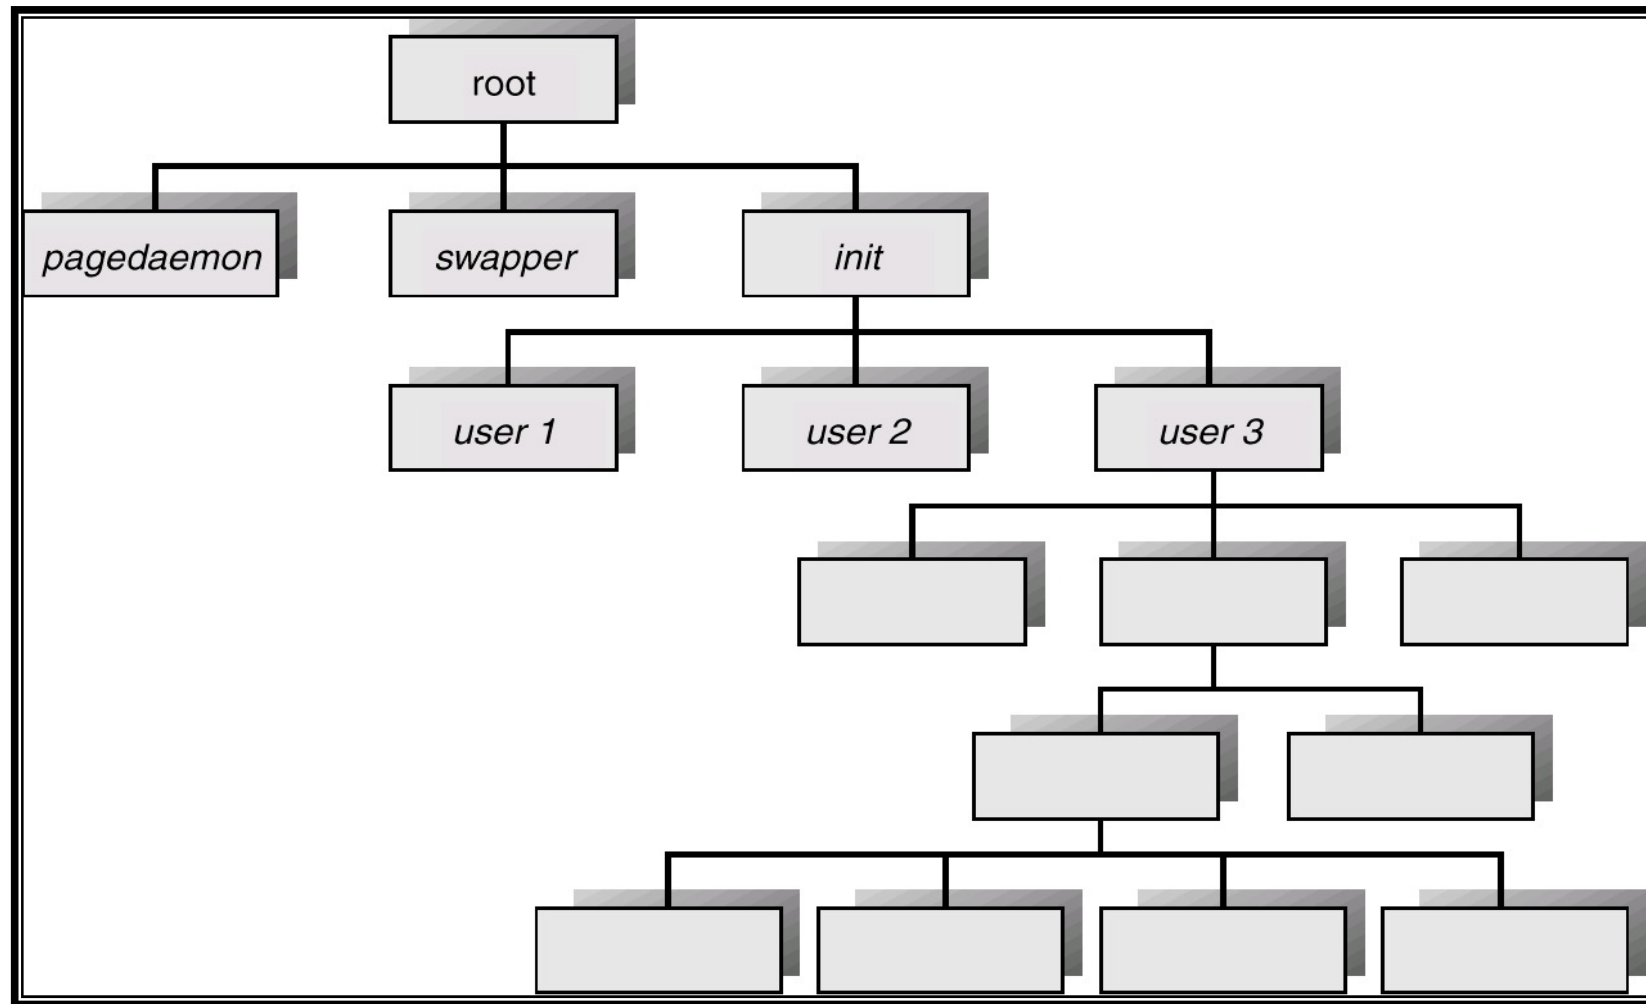 root
pagedaemon
swapper
init
user 1
user 2
user 3